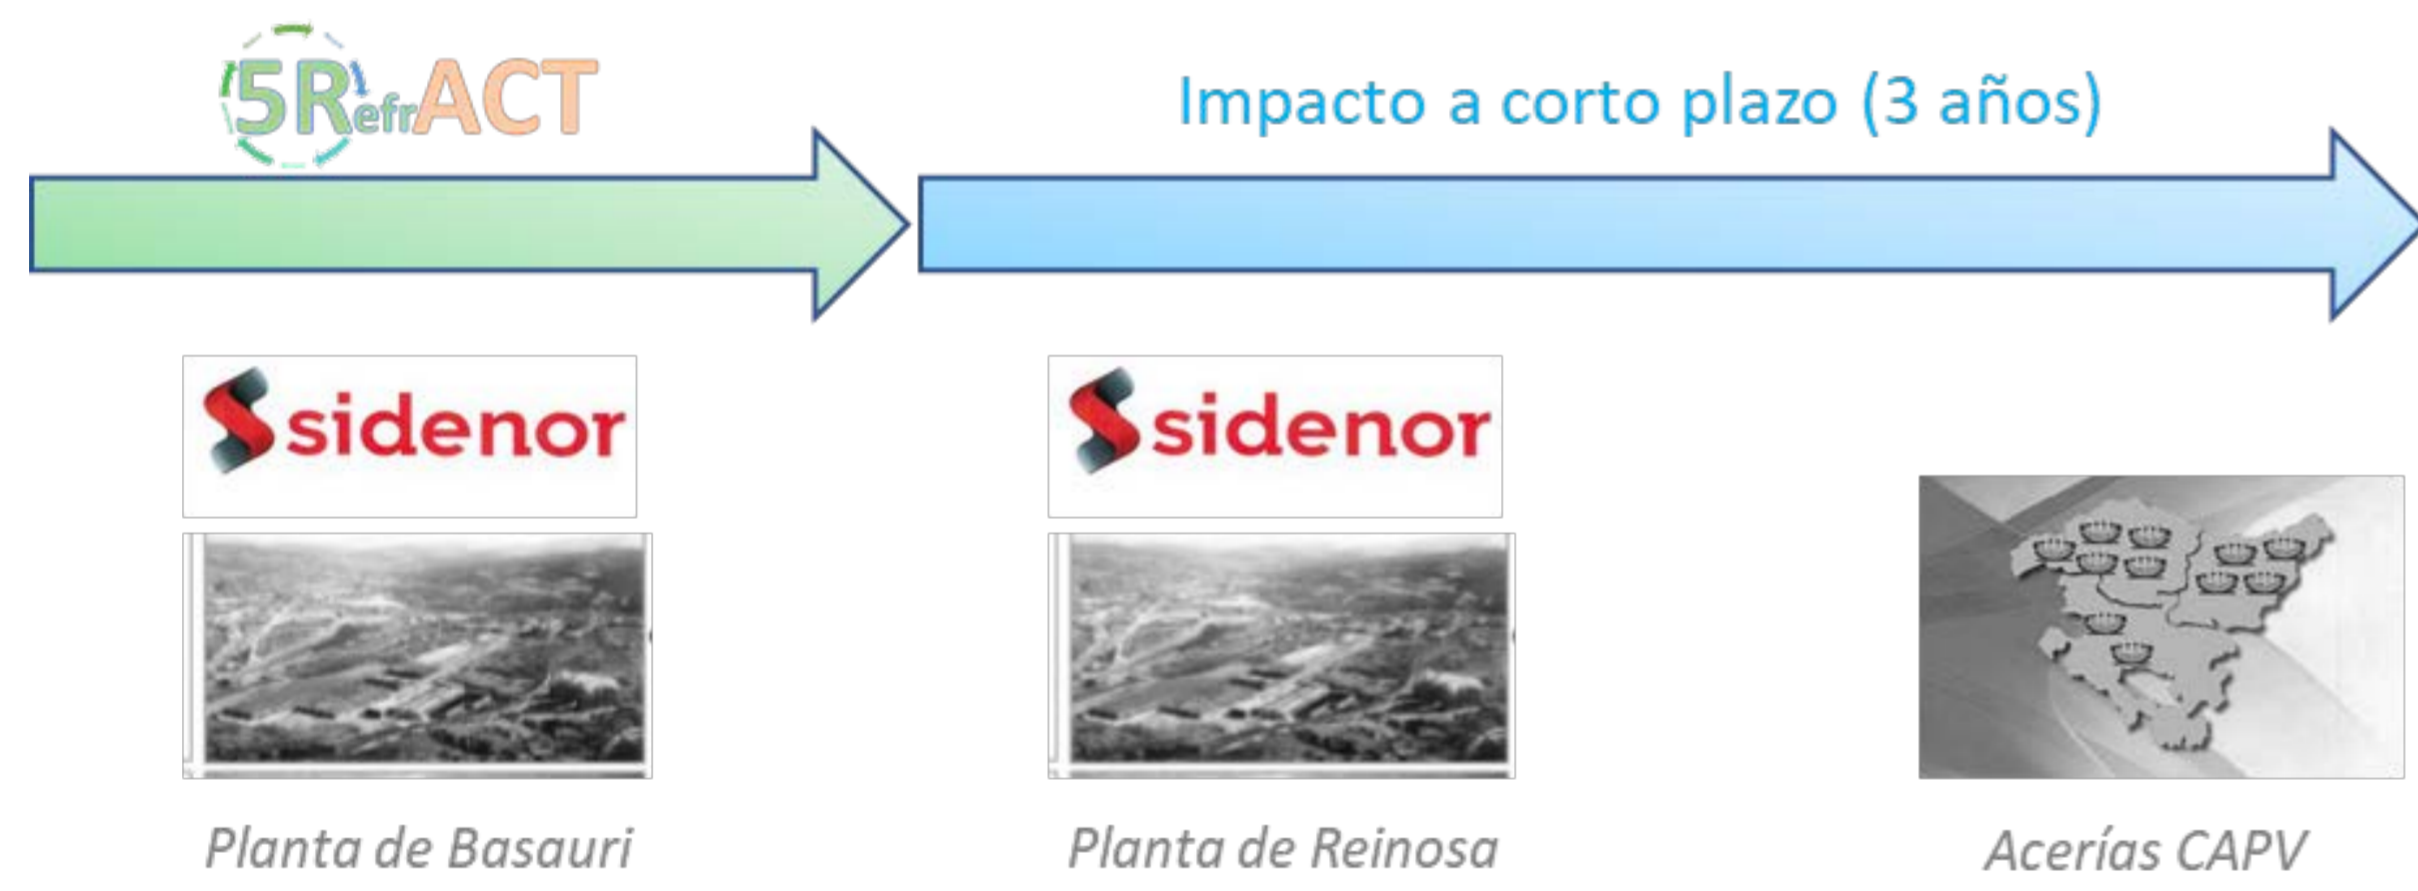 5RefrACT
Impacto a corto plazo (3 años)
sidenor
sidenor
Planta de Basauri
Planta de Reinosa
Acerías CAPV